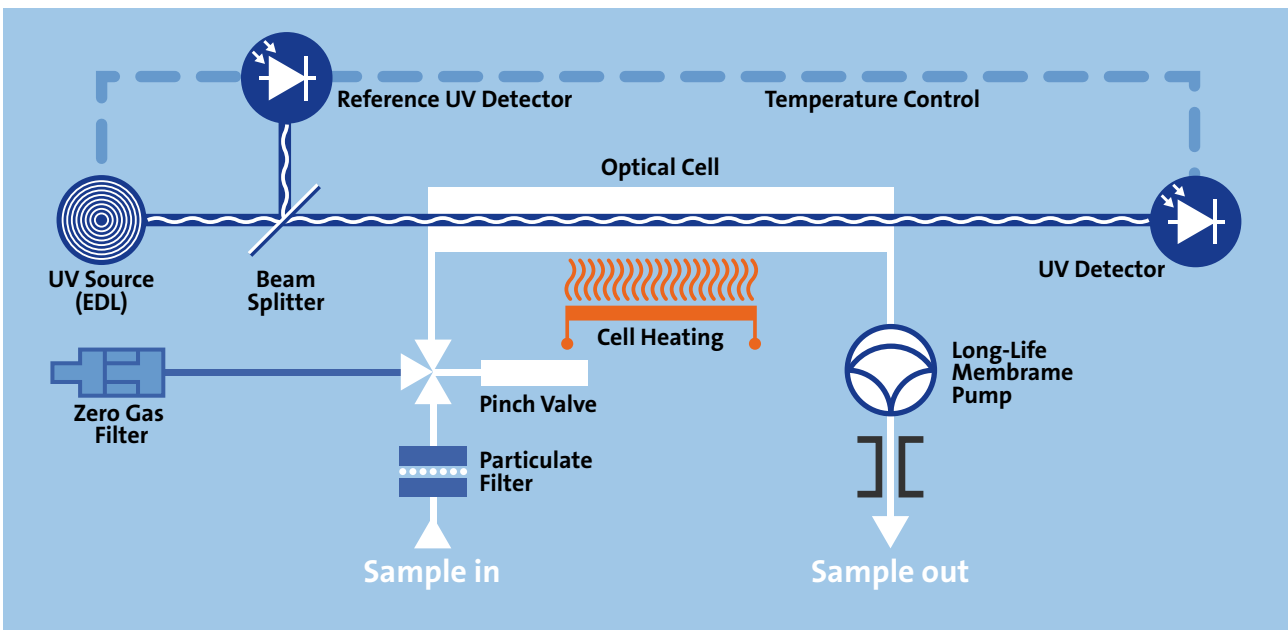 Reference UV Detector
Temperature Control
Optical Cell
UV Source
(EDL)
Beam
Splitter
UV Detector
Cell Heating
Long-Life
Membrame
Pump
Zero Gas
Filter
Pinch Valve
Particulate
Filter
Sample in
Sample out